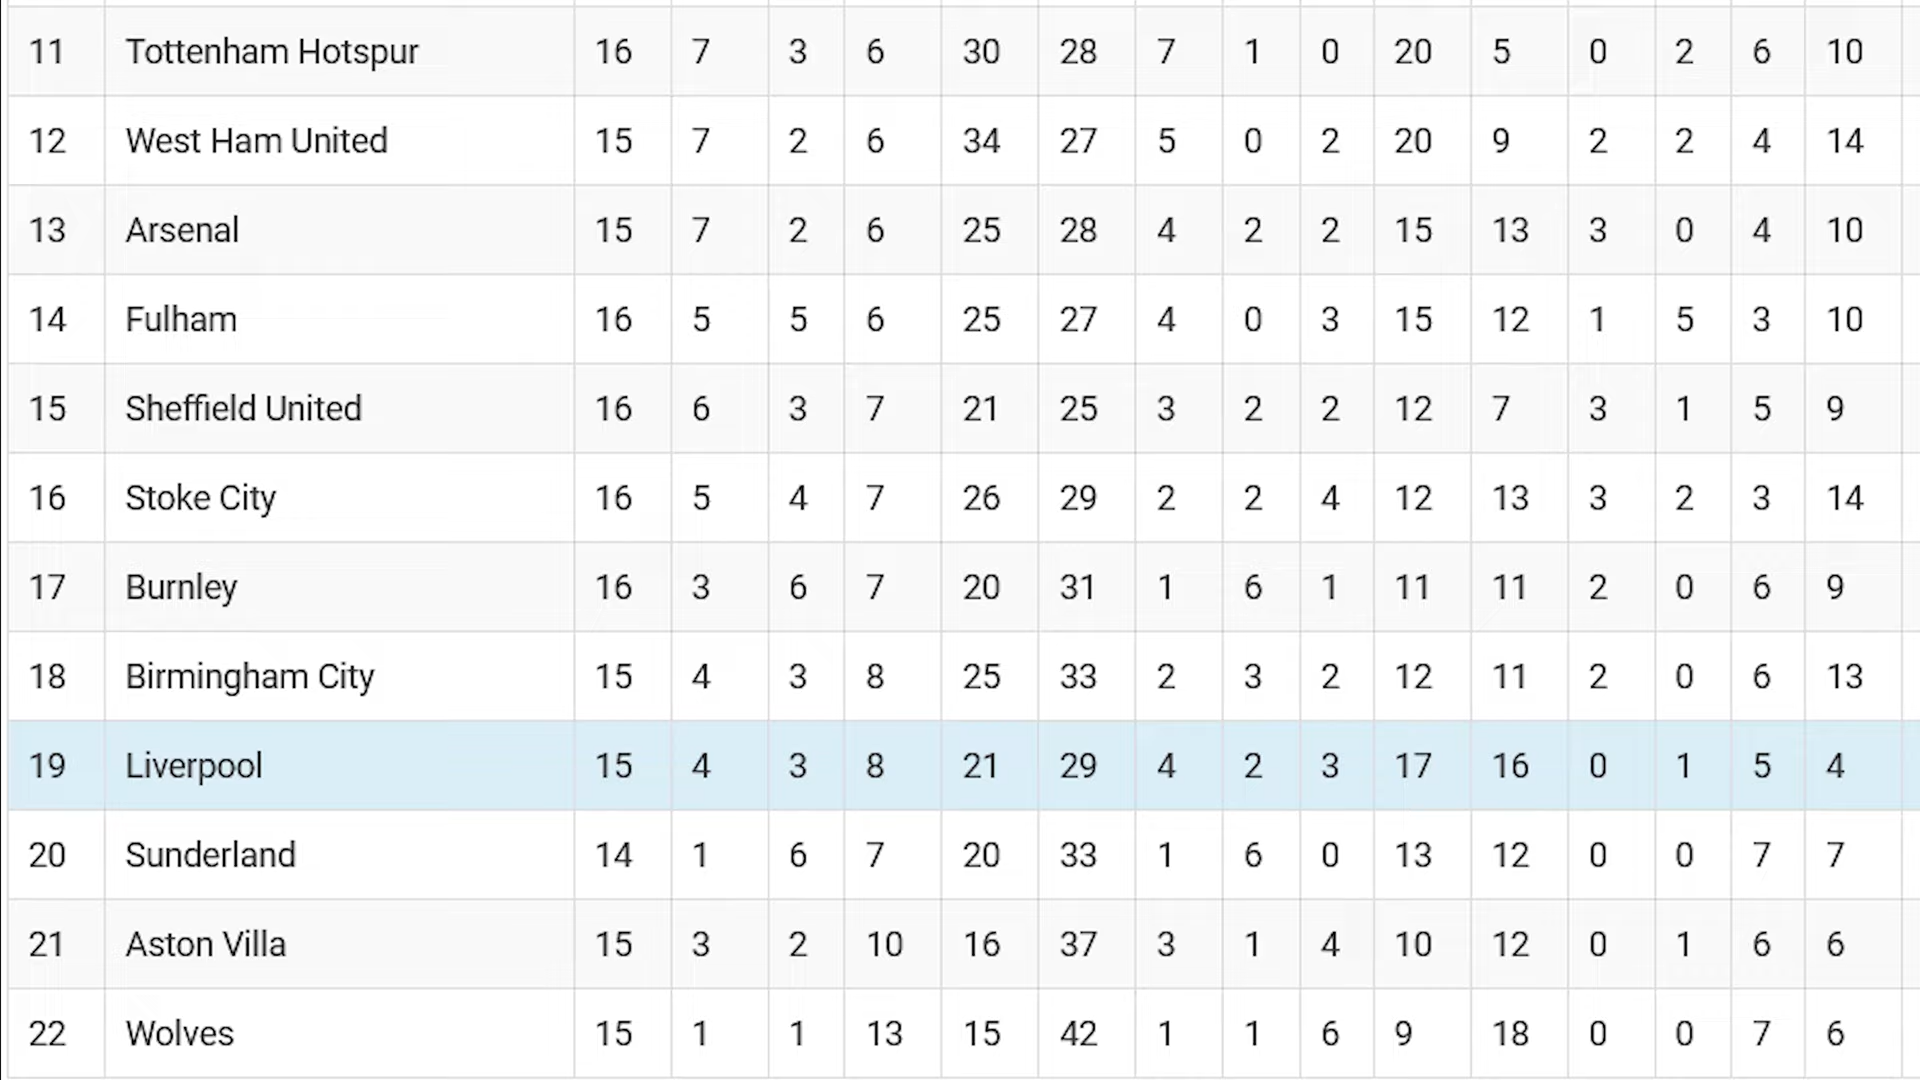 11 Tottenham Hotspur 16 7 3 6 30 28 7 1 0 20 5 0 2 6 10
12 West Ham United 15 7 2 6 34 27 5 0 2 20 9 2 2 4 14
13 Arsenal 15 7 2 6 25 28 4 2 2 15 13 3 0 4 10
14 Fulham 16 5 5 6 25 27 4 0 3 15 12 1 5 3 10
15 Sheffield United 16 6 3 7 21 25 3 2 2 12 7 3 1 5 9
16 Stoke City 16 5 4 7 26 29 2 2 4 12 13 3 2 3 14
17 Burnley 16 3 6 7 20 31 1 6 1 11 11 2 0 6 9
18 Birmingham City 15 4 3 8 25 33 2 3 2 12 11 2 0 6 13
19 Liverpool 15 4 3 8 21 29 4 2 3 17 16 0 1 5 4
20 Sunderland 14 1 6 7 20 33 1 6 0 13 12 0 0 7 7
21 Aston Villa 15 3 2 10 16 37 3 1 4 10 12 0 1 6 6
22 Wolves 15 1 1 13 15 42 1 1 6 9 18 0 0 7 6